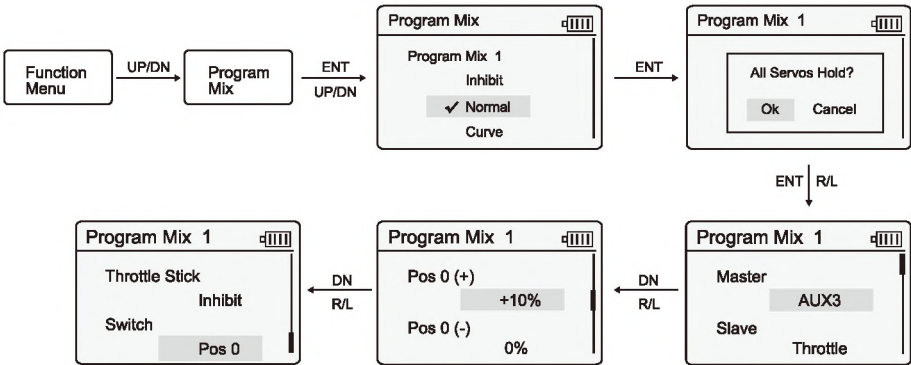 Function
Menu
UP/DN
Program
Mix
ENT
UP/DN
Program Mix
Program Mix 1
Inhibit
✓ Normal
Curve
ENT
Program Mix 1
All Servos Hold?
Ok Cancel
ENT R/L
Program Mix 1
Master
AUX3
Slave
Throttle
DN
R/L
Program Mix 1
Pos 0 (+)
+10%
Pos 0 (-)
0%
DN
R/L
Program Mix 1
Throttle Stick
Inhibit
Switch
Pos 0